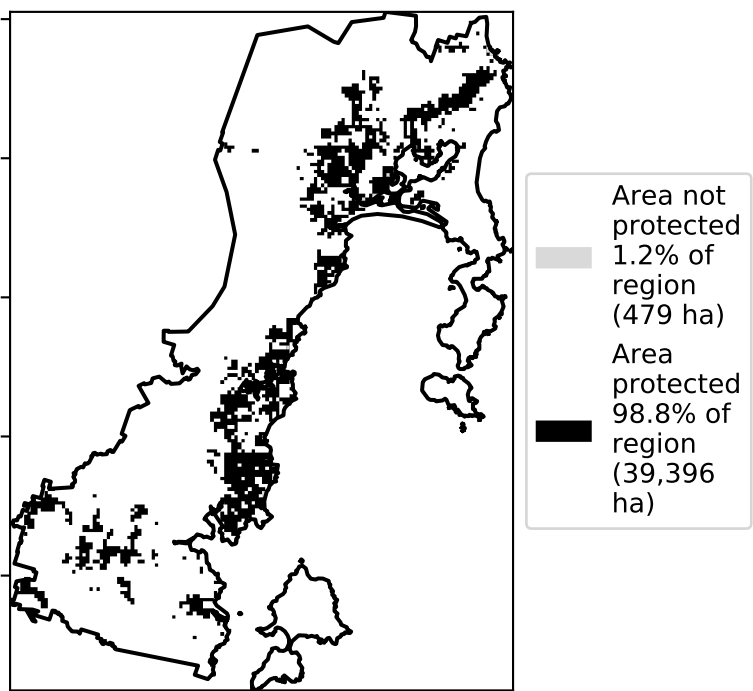 Area not
protected
1.2% of
region
(479 ha)
Area
protected
98.8% of
region
(39,396
ha)